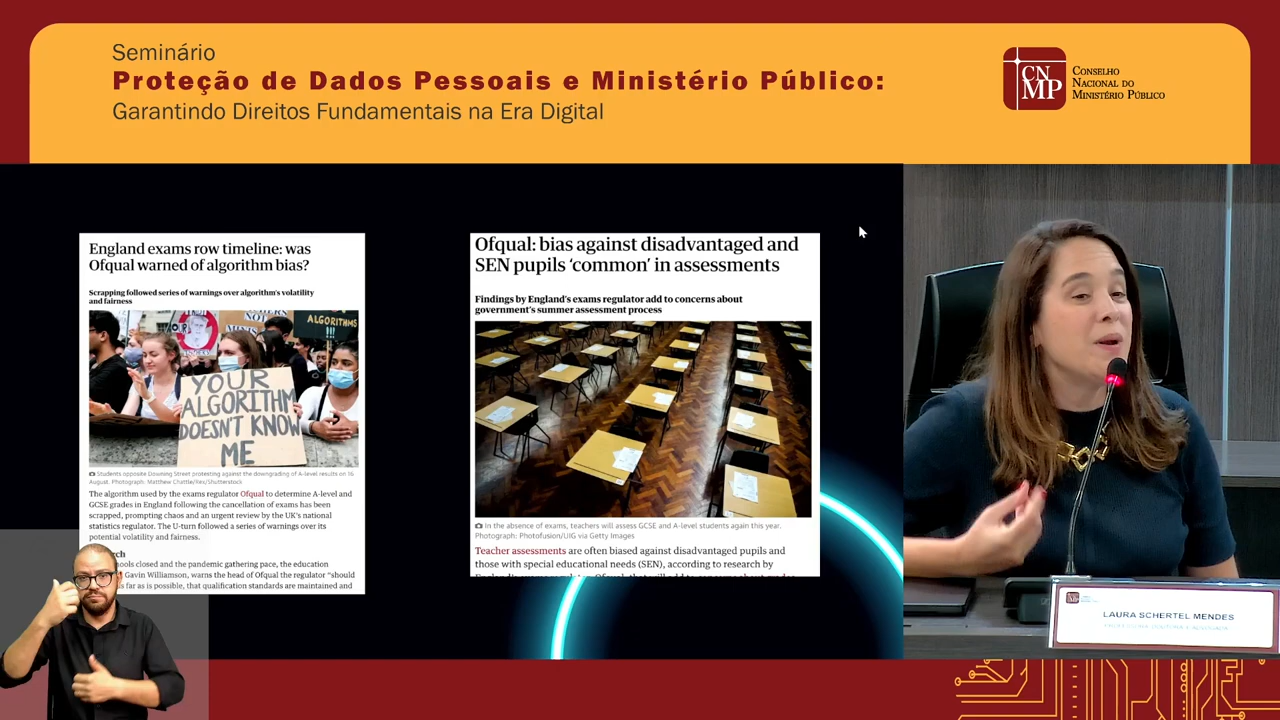 Seminário
Proteção de Dados Pessoais e Ministério Público:
Garantindo Direitos Fundamentais na Era Digital
CN
MP
CONSELHO
NACIONAL DO
MINISTÉRIO PÚBLICO
England exams row timeline: was
Ofqual warned of algorithm bias?
Scrapping followed series of warnings over algorithm's volatility
and fairness
ALGORITHMS
YOUR
ALGORITHM
DOESN'T KNOW
ME
Students opposite Downing Street protesting against the downgrading of A-level results on 16
August. Photograph: Matthew Chattle/Rex/Shutterstock
The algorithm used by the exams regulator Ofqual to determine A-level and
GCSE grades in England following the cancellation of exams has been
scrapped, prompting chaos and an urgent review by the UK's national
statistics regulator. The U-turn followed a series of warnings over its
potential volatility and fairness.
rch
ools closed and the pandemic gathering pace, the education
Gavin Williamson, warns the head of Ofqual the regulator “should
s far as is possible, that qualification standards are maintained and
Ofqual: bias against disadvantaged and
SEN pupils ‘common’ in assessments
Findings by England's exams regulator add to concerns about
government's summer assessment process
In the absence of exams, teachers will assess GCSE and A-level students again this year.
Photograph: Photofusion/UIG via Getty Images
Teacher assessments are often biased against disadvantaged pupils and
those with special educational needs (SEN), according to research by
LAURA SCHERTEL MENDES